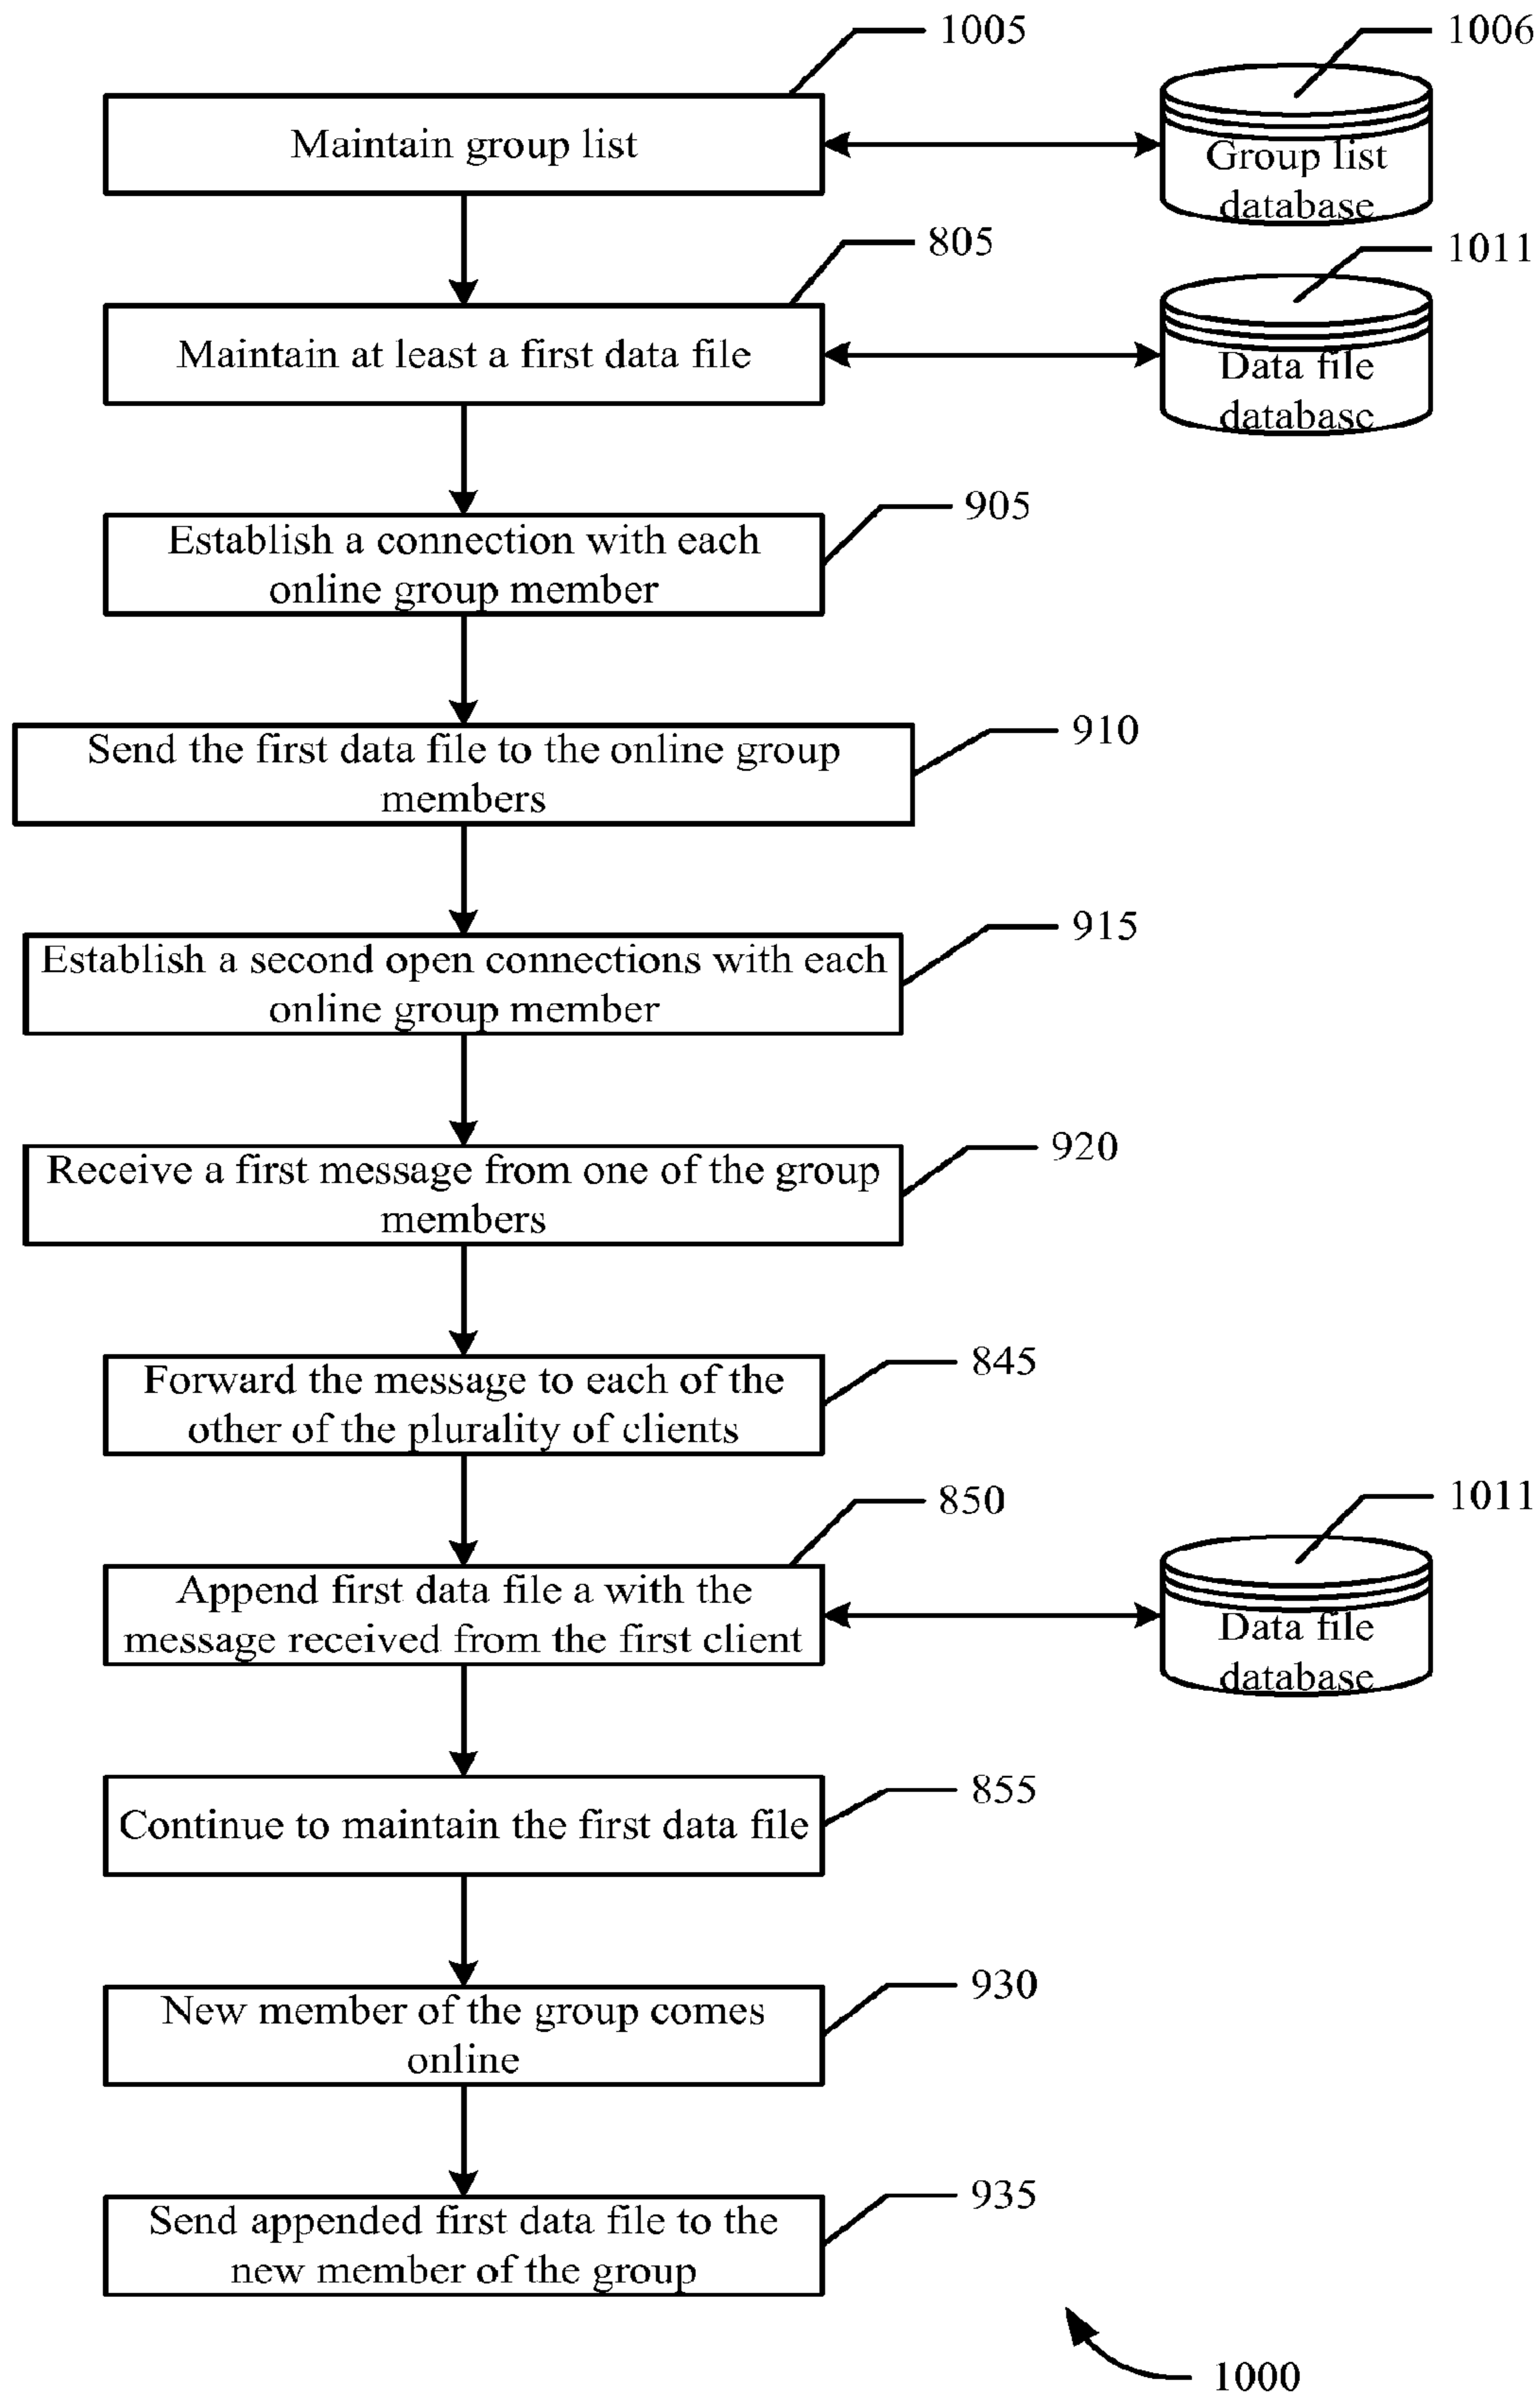 1005
1006
Maintain group list
Group list
database
805
1011
Maintain at least a first data file
Data file
database
905
Establish a connection with each
online group member
910
Send the first data file to the online group
members
915
Establish a second open connections with each
online group member
920
Receive a first message from one of the group
members
845
Forward the message to each of the
other of the plurality of clients
850
1011
Append first data file a with the
message received from the first client
Data file
database
855
Continue to maintain the first data file
930
New member of the group comes
online
935
Send appended first data file to the
new member of the group
1000